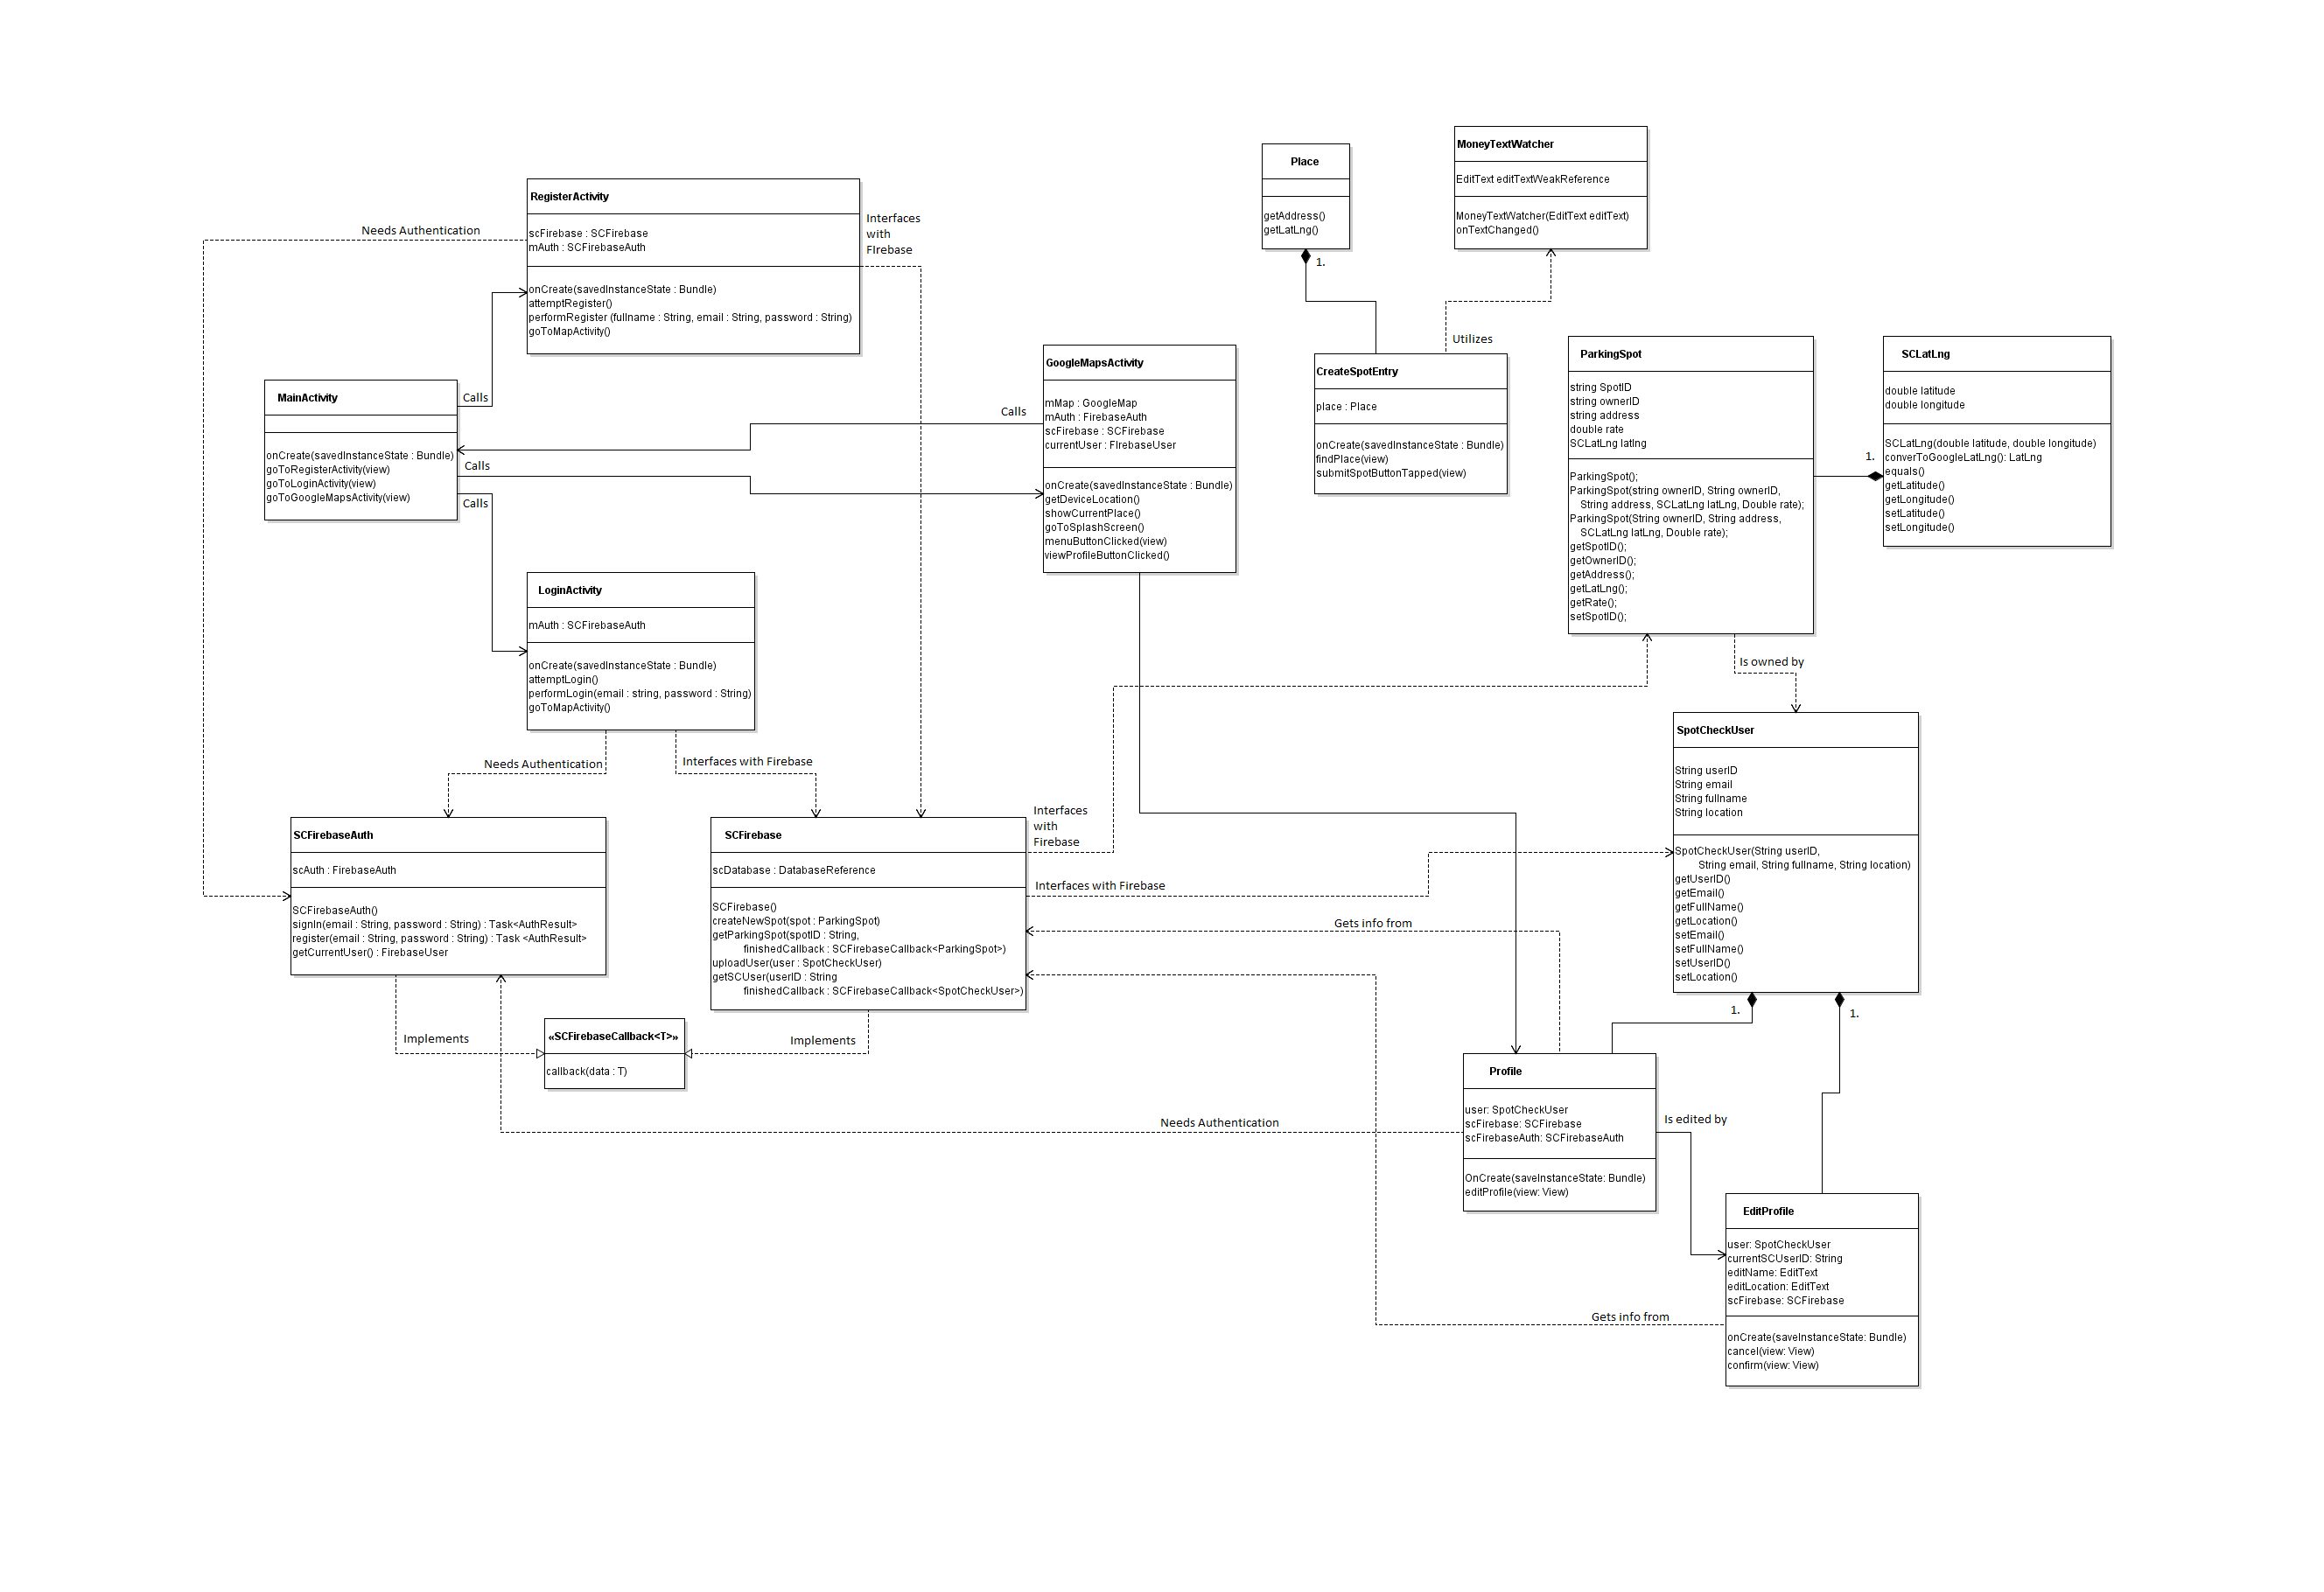 Place
getAddress()
getLatLng()
1.
MoneyTextWatcher
EditText editTextWeakReference
MoneyTextWatcher(EditText editText)
onTextChanged()
RegisterActivity
scFirebase : SCFirebase
mAuth : SCFirebaseAuth
onCreate(savedInstanceState : Bundle)
attemptRegister()
performRegister (fullname : String, email : String, password : String)
goToMapActivity()
Needs Authentication
Interfaces
with
FIrebase
Utilizes
CreateSpotEntry
place : Place
onCreate(savedInstanceState : Bundle)
findPlace(view)
submitSpotButtonTapped(view)
ParkingSpot
string SpotID
string ownerID
string address
double rate
SCLatLng latlng
ParkingSpot();
ParkingSpot(string ownerID, String ownerID,
String address, SCLatLng latLng, Double rate);
ParkingSpot(String ownerID, String address,
SCLatLng latLng, Double rate);
getSpotID();
getOwnerID();
getAddress();
getLatLng();
getRate();
setSpotID();
1.
SCLatLng
double latitude
double longitude
SCLatLng(double latitude, double longitude)
converToGoogleLatLng(): LatLng
equals()
getLatitude()
getLongitude()
setLatitude()
setLongitude()
MainActivity
onCreate(savedInstanceState : Bundle)
goToRegisterActivity(view)
goToLoginActivity(view)
goToGoogleMapsActivity(view)
Calls
Calls
Calls
Calls
GoogleMapsActivity
mMap : GoogleMap
mAuth : FirebaseAuth
scFirebase : SCFirebase
currentUser : FIrebaseUser
onCreate(savedInstanceState : Bundle)
getDeviceLocation()
showCurrentPlace()
goToSplashScreen()
menuButtonClicked(view)
viewProfileButtonClicked()
LoginActivity
mAuth : SCFirebaseAuth
onCreate(savedInstanceState : Bundle)
attemptLogin()
performLogin(email : string, password : String)
goToMapActivity()
Needs Authentication
Interfaces with Firebase
Is owned by
SpotCheckUser
String userID
String email
String fullname
String location
SpotCheckUser(String userID,
String email, String fullname, String location)
getUserID()
getEmail()
getFullName()
getLocation()
setEmail()
setFullName()
setUserID()
setLocation()
1.
1.
SCFirebaseAuth
scAuth : FirebaseAuth
SCFirebaseAuth()
signIn(email : String, password : String) : Task<AuthResult>
register(email : String, password : String) : Task <AuthResult>
getCurrentUser() : FirebaseUser
SCFirebase
scDatabase : DatabaseReference
SCFirebase()
createNewSpot(spot : ParkingSpot)
getParkingSpot(spotID : String,
finishedCallback : SCFirebaseCallback<ParkingSpot>)
uploadUser(user : SpotCheckUser)
getSCUser(userID : String
finishedCallback : SCFirebaseCallback<SpotCheckUser>)
Interfaces
with
Firebase
Interfaces with Firebase
Gets info from
Implements
Implements
«SCFirebaseCallback<T>»
callback(data : T)
Needs Authentication
Profile
user: SpotCheckUser
scFirebase: SCFirebase
scFirebaseAuth: SCFirebaseAuth
OnCreate(saveInstanceState: Bundle)
editProfile(view: View)
Is edited by
Gets info from
EditProfile
user: SpotCheckUser
currentSCUserID: String
editName: EditText
editLocation: EditText
scFirebase: SCFirebase
onCreate(saveInstanceState: Bundle)
cancel(view: View)
confirm(view: View)